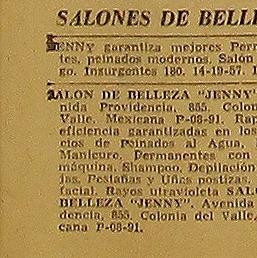 SALONES DE BELLE
JENNY garantiza mejores Per
tes, peinados modernos. Salón
go. Insurgentes 180. 14-19-57. I
SALON DE BELLEZA "JENNY"
nida Providencia, 855. Colon
Valle. Mexicana P-08-91. Rap
eficiencia garantizadas en los
cios de Peinados al Agua,
Manicure, Permanentes con
máquina, Shampoo, Depilación
jas, Pestañas y Uñas postizas,
facial. Rayos ultravioleta SAL
BELLEZA "JENNY". Avenida
dencia, 855, Colonia del Valle,
cana P-08-91.